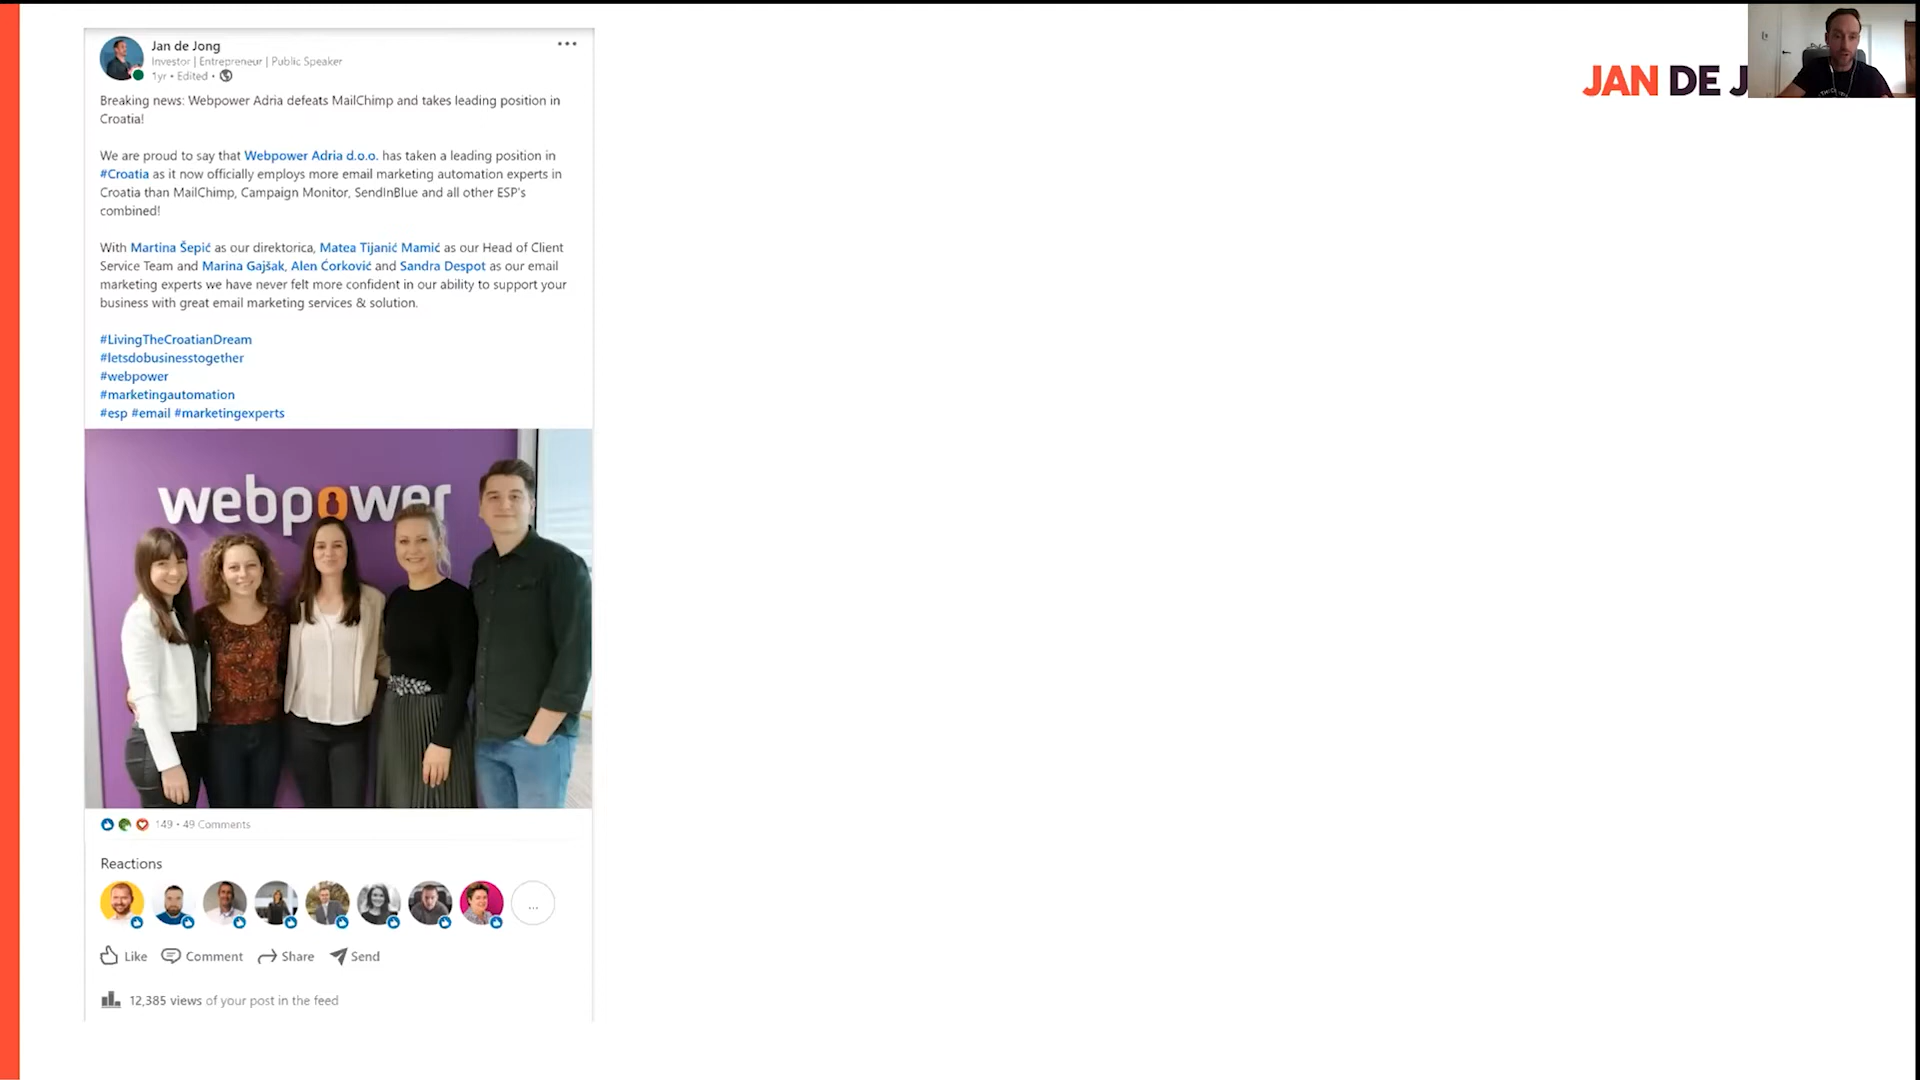 JAN DE J
Jan de Jong
Investor | Entrepreneur | Public Speaker
1yr • Edited •
Breaking news: Webpower Adria defeats MailChimp and takes leading position in
Croatia!
We are proud to say that Webpower Adria d.o.o. has taken a leading position in
#Croatia as it now officially employs more email marketing automation experts in
Croatia than MailChimp, Campaign Monitor, SendInBlue and all other ESP's
combined!
With Martina Šepić as our direktorica, Matea Tijanić Mamić as our Head of Client
Service Team and Marina Gajšak, Alen Ćorković and Sandra Despot as our email
marketing experts we have never felt more confident in our ability to support your
business with great email marketing services & solution.
#LivingTheCroatianDream
#letsdobusinesstogether
#webpower
#marketingautomation
#esp #email #marketingexperts
webpower
149 • 49 Comments
Reactions
...
Like Comment Share Send
12,385 views of your post in the feed